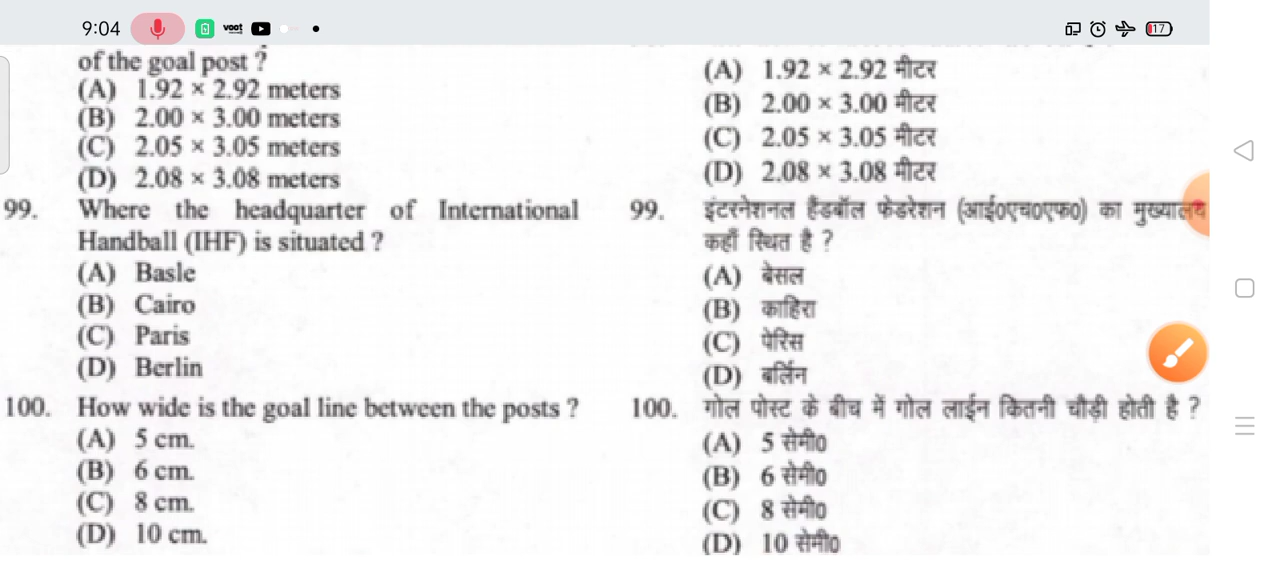 9:04
voot
17
of the goal post ?
(A) 1.92 × 2.92 meters
(B) 2.00 × 3.00 meters
(C) 2.05 × 3.05 meters
(D) 2.08 × 3.08 meters
99. Where the headquarter of International
Handball (IHF) is situated ?
(A) Basle
(B) Cairo
(C) Paris
(D) Berlin
100. How wide is the goal line between the posts ?
(A) 5 cm.
(B) 6 cm.
(C) 8 cm.
(D) 10 cm.
(A) 1.92 × 2.92 मीटर
(B) 2.00 × 3.00 मीटर
(C) 2.05 × 3.05 मीटर
(D) 2.08 × 3.08 मीटर
99. इंटरनेशनल हैंडबॉल फेडरेशन (आई०एच०एफ०) का मुख्यालय
कहाँ स्थित है ?
(A) बेसल
(B) काहिरा
(C) पेरिस
(D) बर्लिन
100. गोल पोस्ट के बीच में गोल लाईन कितनी चौड़ी होती है ?
(A) 5 सेमी०
(B) 6 सेमी०
(C) 8 सेमी०
(D) 10 सेमी०